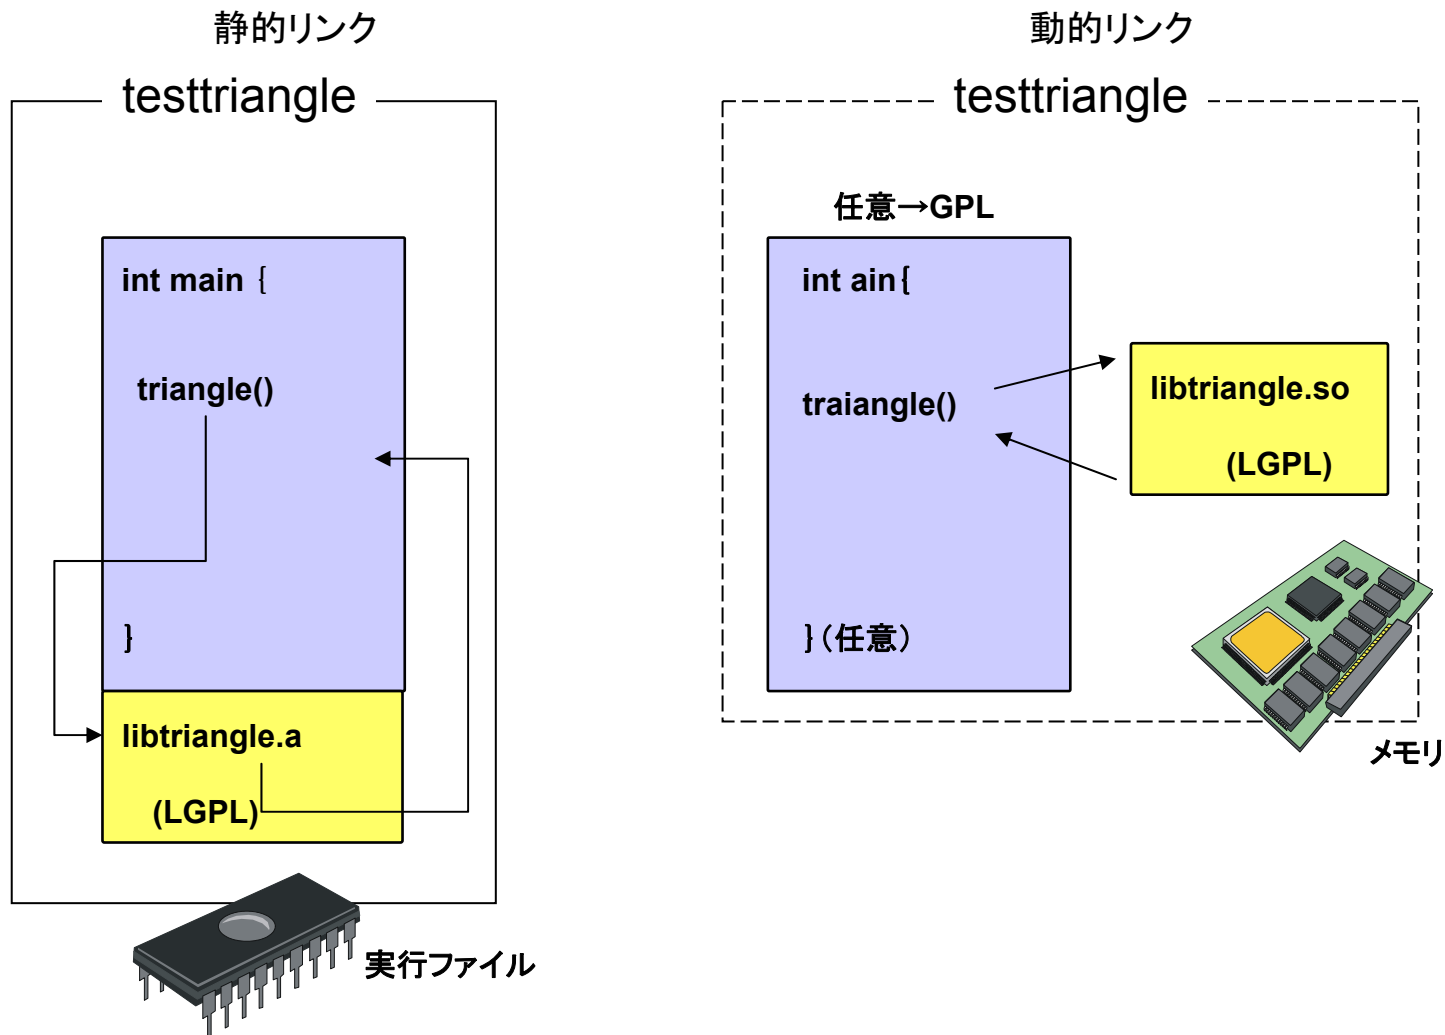 静的リンク
testtriangle
int main {
triangle()
}
libtriangle.a
(LGPL)
実行ファイル
動的リンク
testtriangle
任意→GPL
int ain{
traiangle()
}(任意)
libtriangle.so
(LGPL)
メモリ